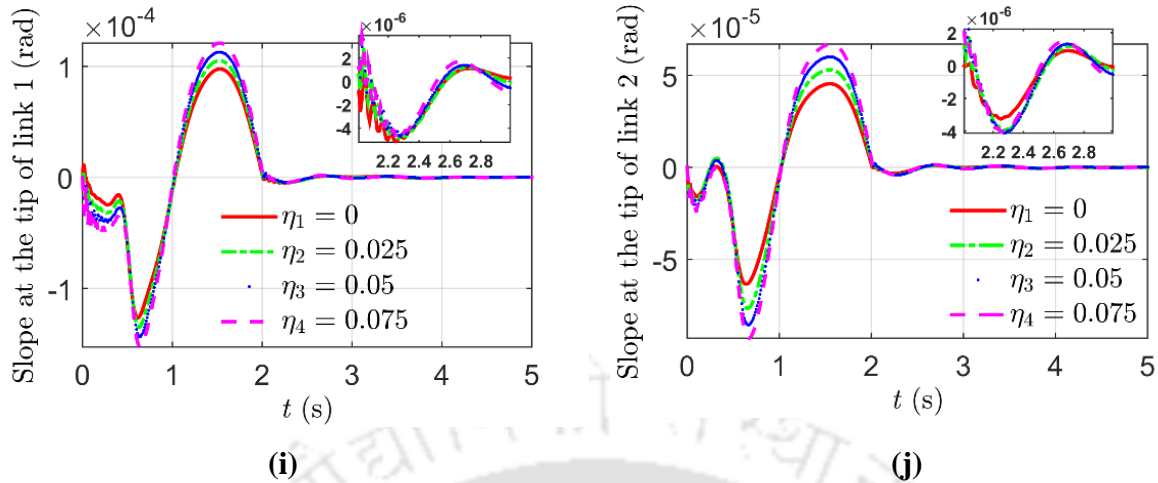 ×10⁻⁴
Slope at the tip of link 1 (rad)
1
0
-1
0 1 2 3 4 5
t (s)
×10⁻⁶
4
2
0
-2
-4
2.2 2.4 2.6 2.8
η₁ = 0
η₂ = 0.025
η₃ = 0.05
η₄ = 0.075
(i)
×10⁻⁵
Slope at the tip of link 2 (rad)
5
0
-5
0 1 2 3 4 5
t (s)
×10⁻⁶
2
0
-2
-4
2.2 2.4 2.6 2.8
η₁ = 0
η₂ = 0.025
η₃ = 0.05
η₄ = 0.075
(j)